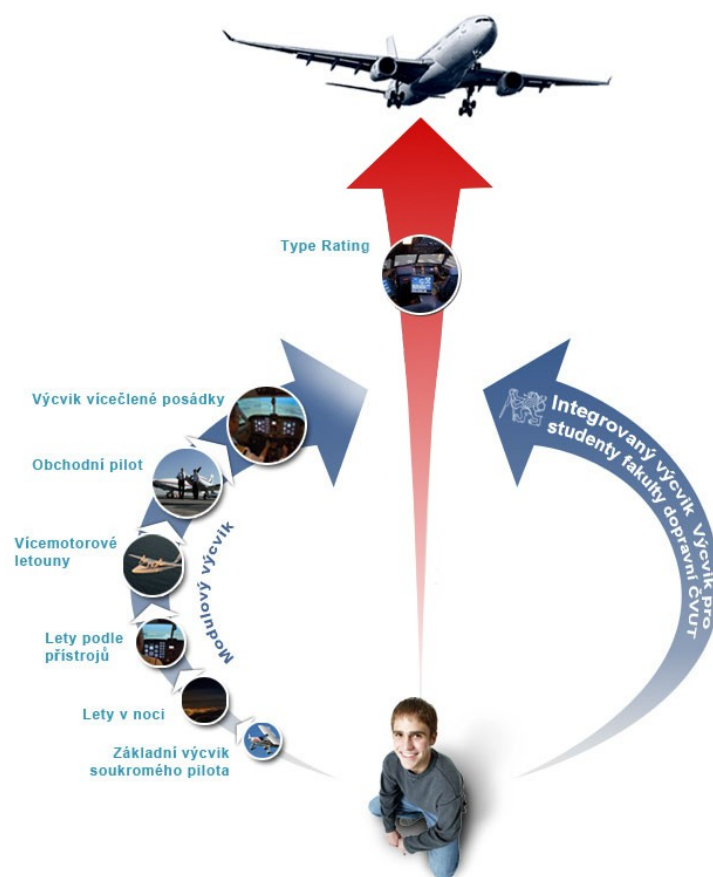 Type Rating
Výcvik vícečlené posádky
Obchodní pilot
Vícemotorové
letouny
Lety podle
přístrojů
Lety v noci
Základní výcvik
soukromého pilota
Modulový výcvik
Integrovaný výcvik Výcvik pro
studenty fakulty dopravní ČVUT